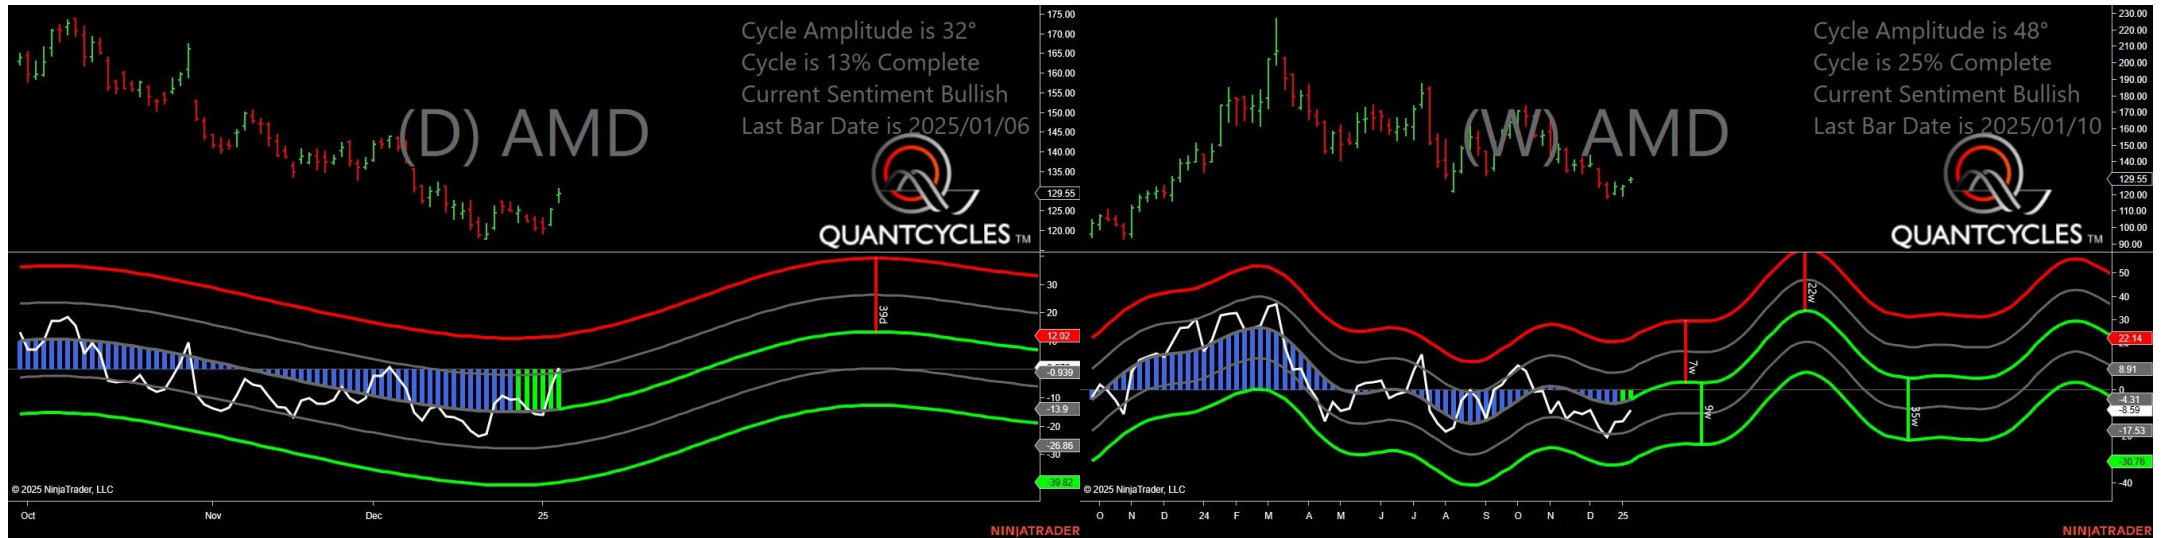 Cycle Amplitude is 32°
Cycle is 13% Complete
Current Sentiment Bullish
Last Bar Date is 2025/01/06
(D) AMD
QUANTCYCLES TM
175.00
170.00
165.00
160.00
155.00
150.00
145.00
140.00
135.00
129.55
125.00
120.00
39d
30
20
12.02
10
-0.939
-10
-13.9
-20
-26.86
-30
-39.82
© 2025 NinjaTrader, LLC
Oct Nov Dec 25
NINJATRADER
Cycle Amplitude is 48°
Cycle is 25% Complete
Current Sentiment Bullish
Last Bar Date is 2025/01/10
(W) AMD
QUANTCYCLES TM
230.00
220.00
210.00
200.00
190.00
180.00
170.00
160.00
150.00
140.00
129.55
120.00
110.00
100.00
90.00
7w
9w
22w
35w
50
40
30
22.14
8.91
0
-4.31
-8.59
-17.53
-30.76
-40
© 2025 NinjaTrader, LLC
O N D 24 F M A M J J A S O N D 25
NINJATRADER